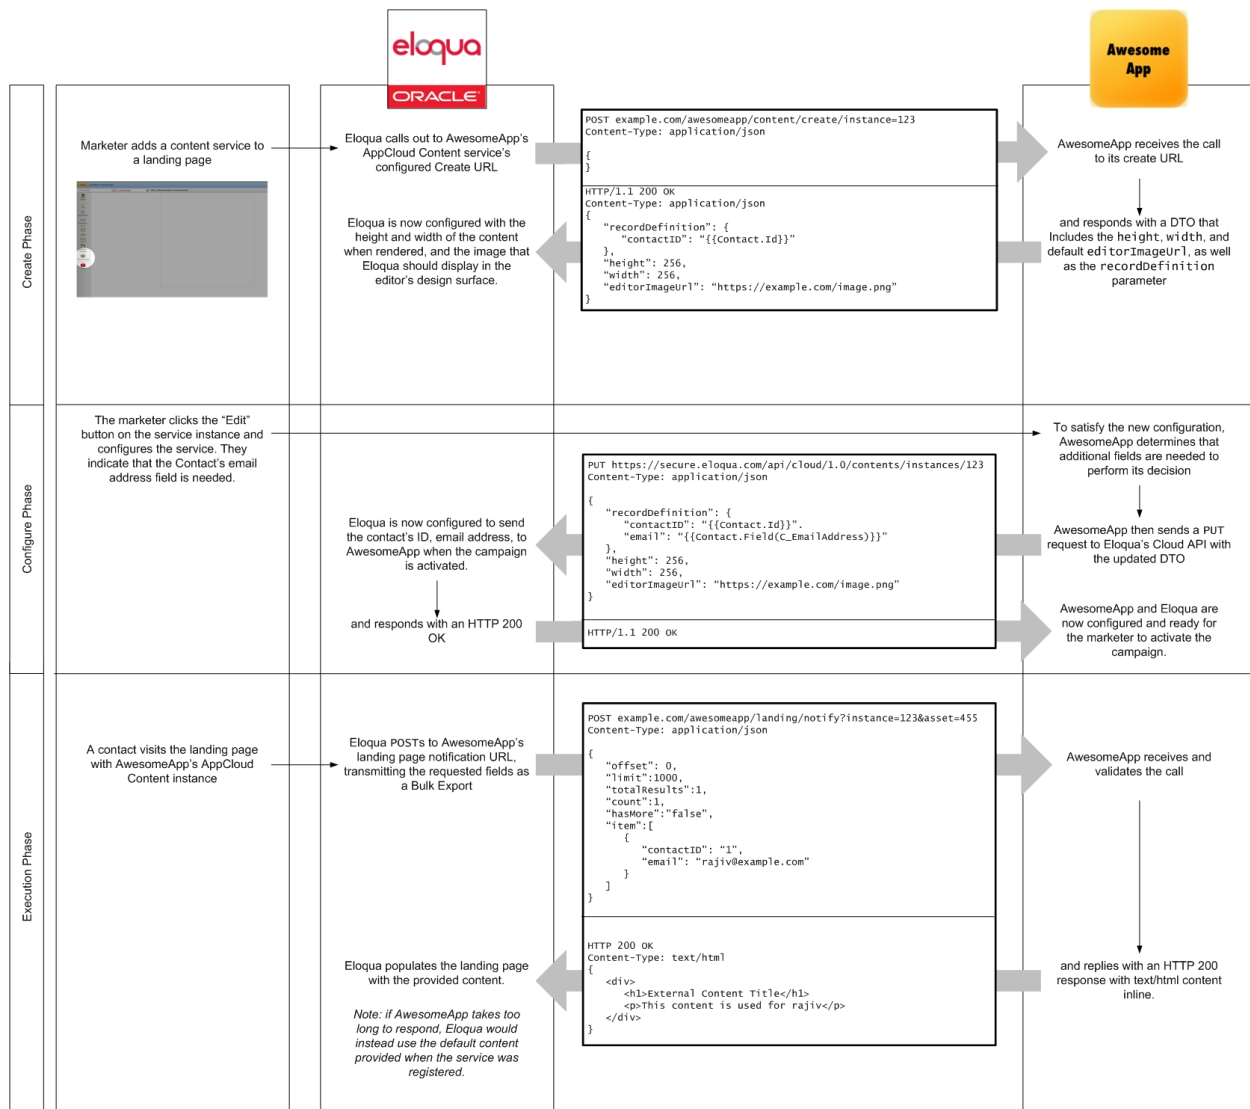 eloqua
ORACLE
Awesome
App
Create Phase
Marketer adds a content service to
a landing page
Eloqua calls out to AwesomeApp's
AppCloud Content service's
configured Create URL
POST example.com/awesomeapp/content/create/instance=123
Content-Type: application/json
{
}
AwesomeApp receives the call
to its create URL
HTTP/1.1 200 OK
Content-Type: application/json
{
"recordDefinition": {
"contactID": "{{Contact.Id}}"
},
"height": 256,
"width": 256,
"editorImageUrl": "https://example.com/image.png"
}
and responds with a DTO that
Includes the height, width, and
default editorImageUrl, as well
as the recordDefinition
parameter
Eloqua is now configured with the
height and width of the content
when rendered, and the image that
Eloqua should display in the
editor's design surface.
Configure Phase
The marketer clicks the "Edit"
button on the service instance and
configures the service. They
indicate that the Contact's email
address field is needed.
To satisfy the new configuration,
AwesomeApp determines that
additional fields are needed to
perform its decision
AwesomeApp then sends a PUT
request to Eloqua's Cloud API with
the updated DTO
PUT https://secure.eloqua.com/api/cloud/1.0/contents/instances/123
Content-Type: application/json
{
"recordDefinition": {
"contactID": "{{Contact.Id}}".
"email": "{{Contact.Field(C_EmailAddress)}}"
},
"height": 256,
"width": 256,
"editorImageUrl": "https://example.com/image.png"
}
Eloqua is now configured to send
the contact's ID, email address, to
AwesomeApp when the campaign
is activated.
and responds with an HTTP 200
OK
HTTP/1.1 200 OK
AwesomeApp and Eloqua are
now configured and ready for
the marketer to activate the
campaign.
Execution Phase
A contact visits the landing page
with AwesomeApp's AppCloud
Content instance
Eloqua POSTs to AwesomeApp's
landing page notification URL,
transmitting the requested fields as
a Bulk Export
POST example.com/awesomeapp/landing/notify?instance=123&asset=455
Content-Type: application/json
{
"offset": 0,
"limit":1000,
"totalResults":1,
"count":1,
"hasMore":"false",
"item":[
{
"contactID": "1",
"email": "rajiv@example.com"
}
]
}
AwesomeApp receives and
validates the call
and replies with an HTTP 200
response with text/html content
inline.
HTTP 200 OK
Content-Type: text/html
{
<div>
<h1>External Content Title</h1>
<p>This content is used for rajiv</p>
</div>
}
Eloqua populates the landing page
with the provided content.
Note: if AwesomeApp takes too
long to respond, Eloqua would
instead use the default content
provided when the service was
registered.